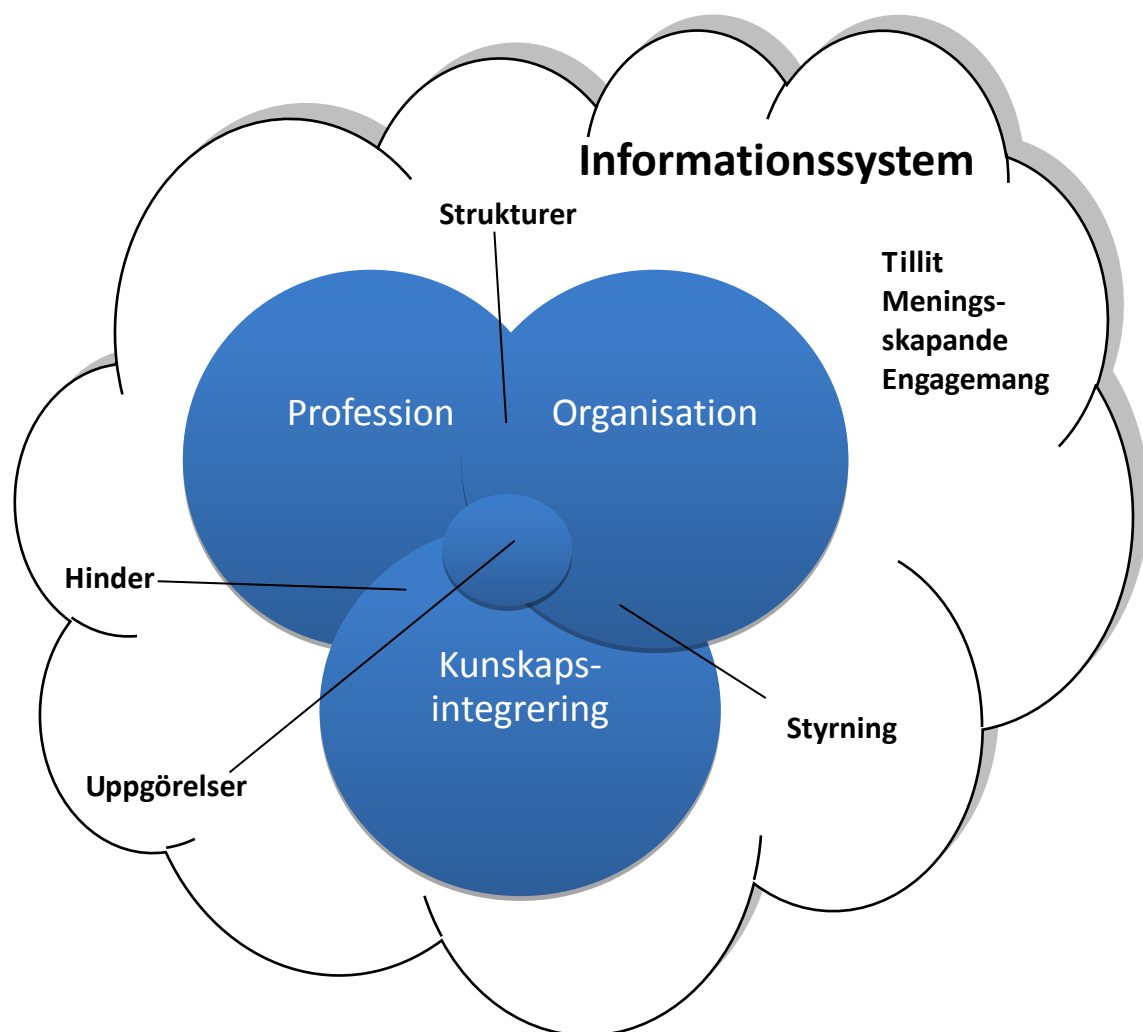 Informationssystem
Strukturer
Tillit
Menings-
skapande
Engagemang
Profession
Organisation
Hinder
Kunskaps-
integrering
Styrning
Uppgörelser